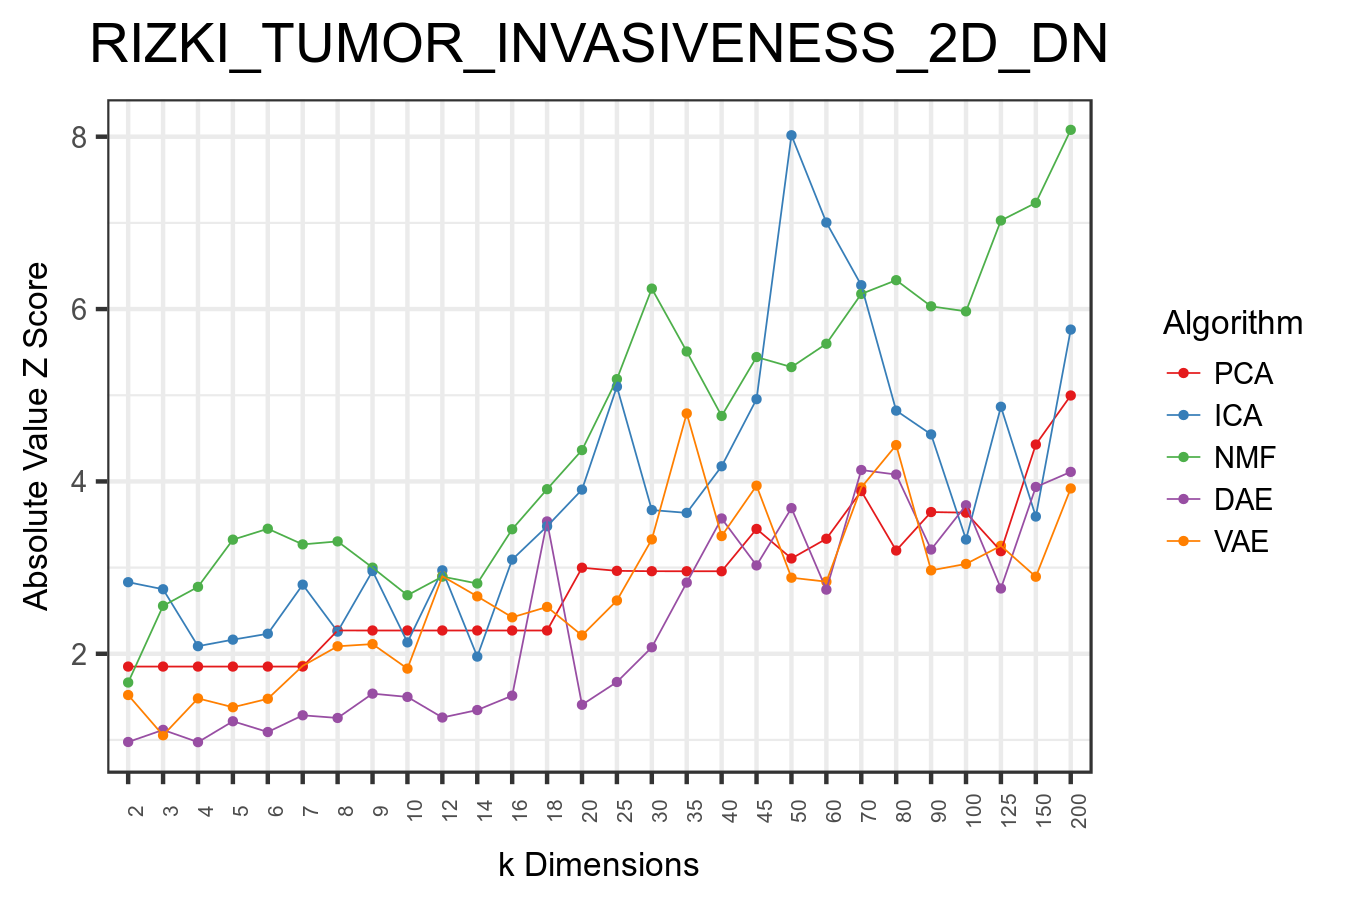 RIZKI_TUMOR_INVASIVENESS_2D_DN
Absolute Value Z Score
8
6
4
2
2 3 4 5 6 7 8 9 10 12 14 16 18 20 25 30 35 40 45 50 60 70 80 90 100 125 150 200
k Dimensions
Algorithm
PCA
ICA
NMF
DAE
VAE